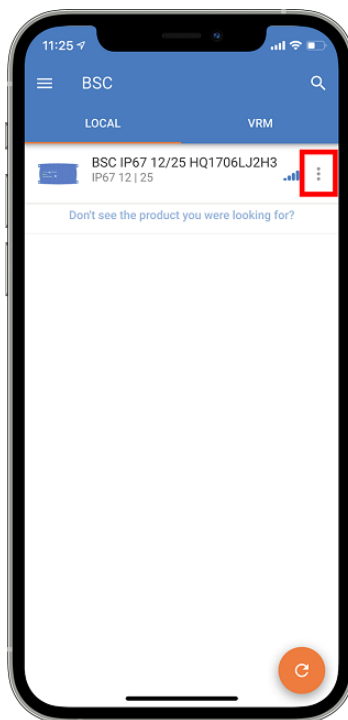 11:25
BSC
LOCAL
VRM
BSC IP67 12/25 HQ1706LJ2H3
IP67 12 | 25
Don't see the product you were looking for?